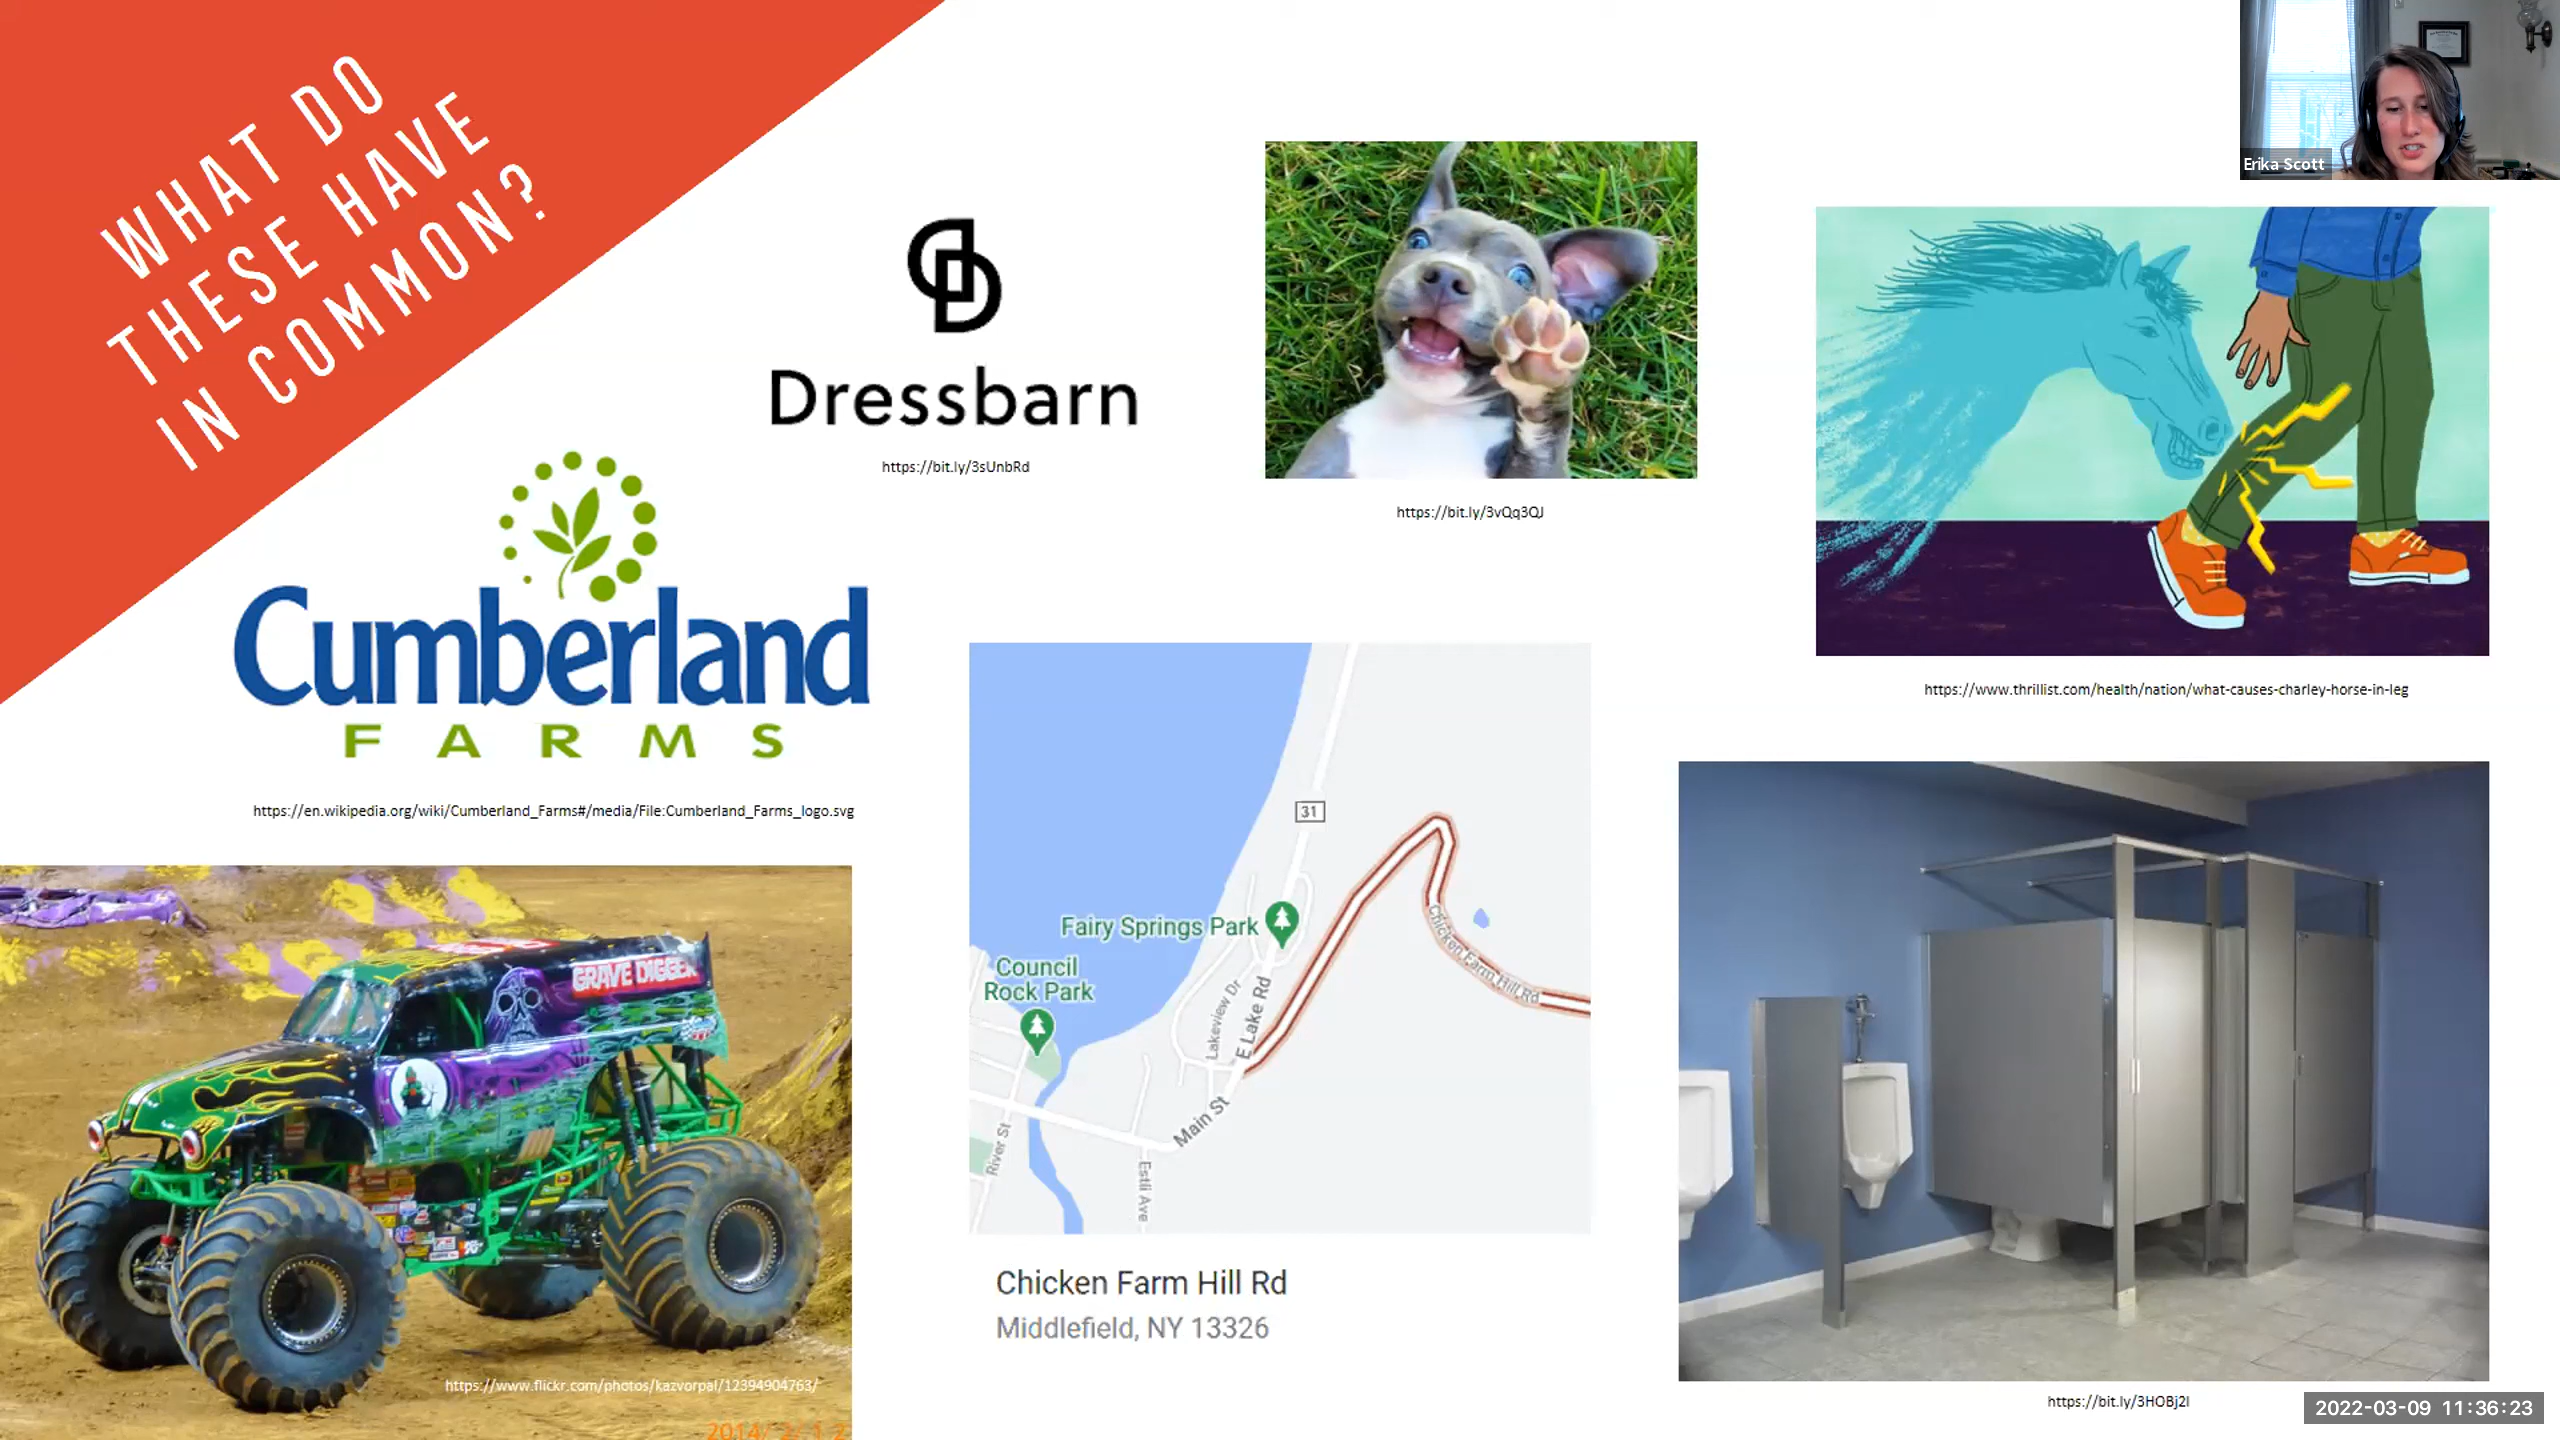 WHAT DO
THESE HAVE
IN COMMON?
Dressbarn
https://bit.ly/3sUnbRd
https://bit.ly/3vQq3QJ
Erika Scott
https://www.thrillist.com/health/nation/what-causes-charley-horse-in-leg
Cumberland
FARMS
https://en.wikipedia.org/wiki/Cumberland_Farms#/media/File:Cumberland_Farms_logo.svg
GRAVE DIGGER
https://www.flickr.com/photos/kazvorpal/12394904763/
31
Fairy Springs Park
Council
Rock Park
Chicken Farm Hill Rd
Lakeview Dr
E Lake Rd
Main St
River St
Estli Ave
Chicken Farm Hill Rd
Middlefield, NY 13326
https://bit.ly/3HOBj2I
2022-03-09 11:36:23